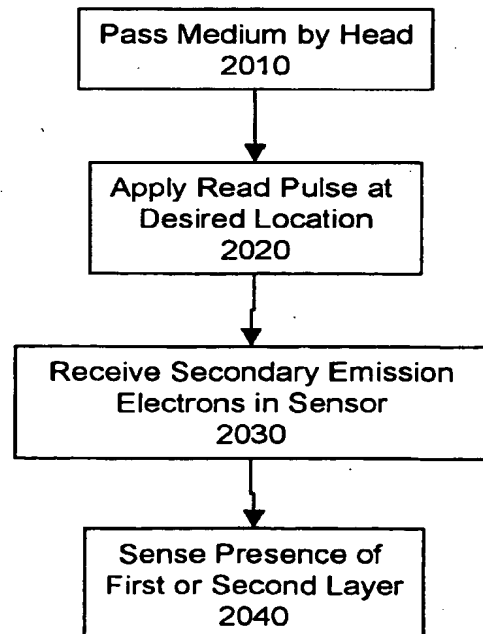 Pass Medium by Head
2010
Apply Read Pulse at
Desired Location
2020
Receive Secondary Emission
Electrons in Sensor
2030
Sense Presence of
First or Second Layer
2040